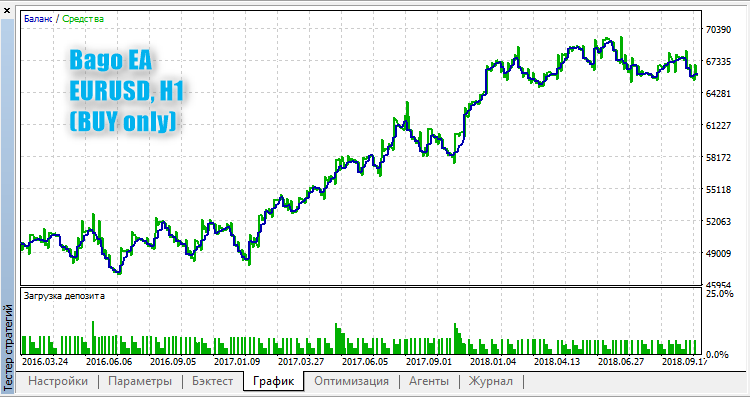 Баланс / Средства
Bago EA
EURUSD, H1
(BUY only)
70390
67335
64281
61227
58172
55118
52063
49009
45954
Загрузка депозита
25.0%
0.0%
2016.03.24 2016.06.06 2016.09.05 2017.01.09 2017.03.27 2017.06.05 2017.09.01 2018.01.08 2018.04.13 2018.06.27 2018.09.17
Тестер стратегий
Настройки Параметры Бэктест График Оптимизация Агенты Журнал